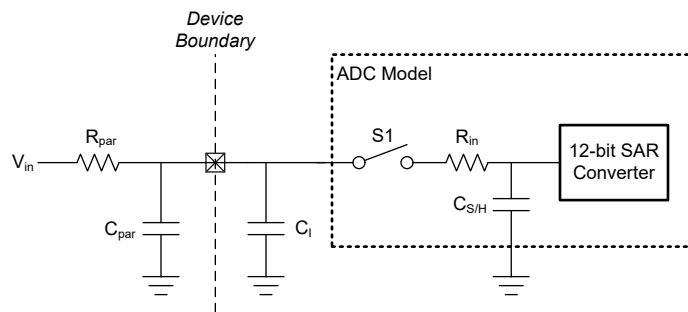 Device
Boundary
ADC Model
R_par
S1
R_in
V_in
12-bit SAR
Converter
C_par
C_I
C_S/H